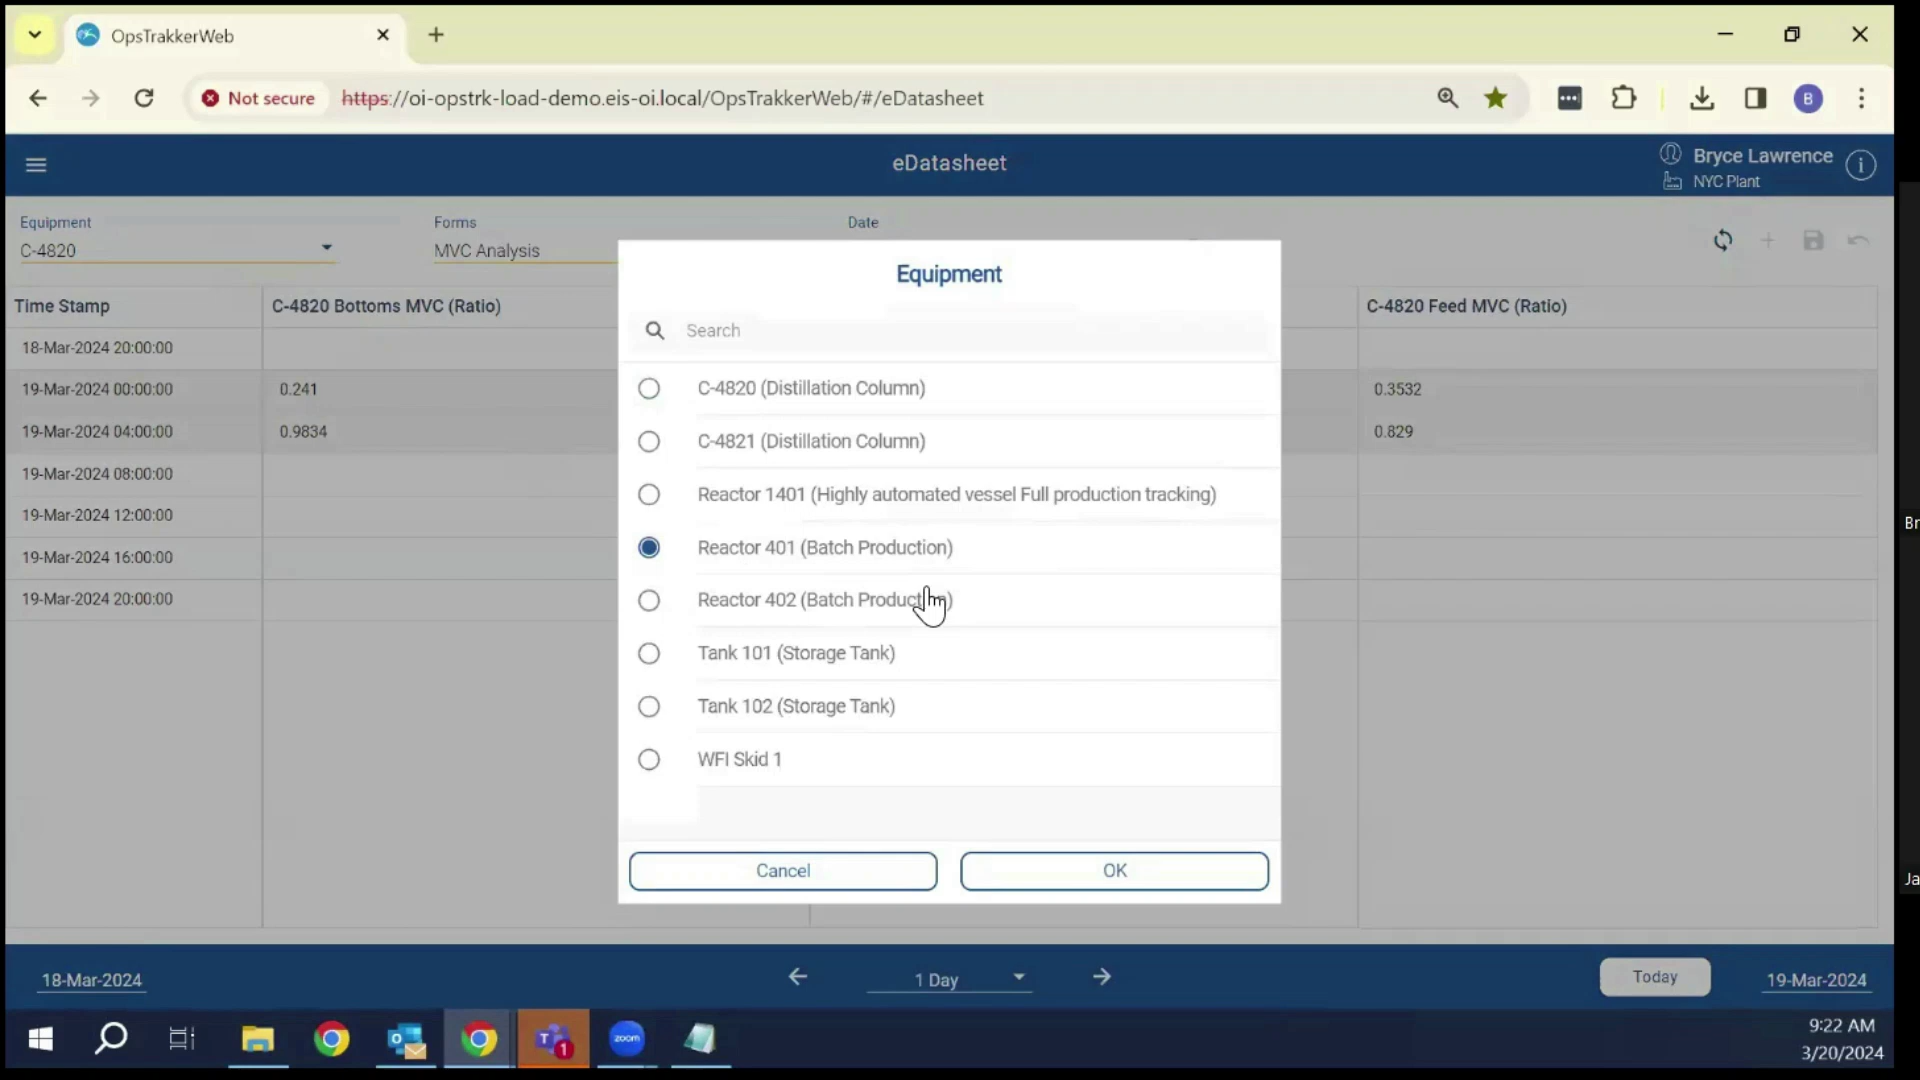 OpsTrakkerWeb
Not secure
https://oi-opstrk-load-demo.eis-oi.local/OpsTrakkerWeb/#/eDatasheet
B
eDatasheet
Bryce Lawrence
NYC Plant
Equipment
C-4820
Forms
MVC Analysis
Date
Time Stamp
C-4820 Bottoms MVC (Ratio)
C-4820 Feed MVC (Ratio)
18-Mar-2024 20:00:00
19-Mar-2024 00:00:00 0.241 0.3532
19-Mar-2024 04:00:00 0.9834 0.829
19-Mar-2024 08:00:00
19-Mar-2024 12:00:00
19-Mar-2024 16:00:00
19-Mar-2024 20:00:00
Equipment
Search
C-4820 (Distillation Column)
C-4821 (Distillation Column)
Reactor 1401 (Highly automated vessel Full production tracking)
Reactor 401 (Batch Production)
Reactor 402 (Batch Production)
Tank 101 (Storage Tank)
Tank 102 (Storage Tank)
WFI Skid 1
Cancel
OK
Br
Ja
18-Mar-2024
1 Day
Today
19-Mar-2024
T
1
zoom
9:22 AM
3/20/2024